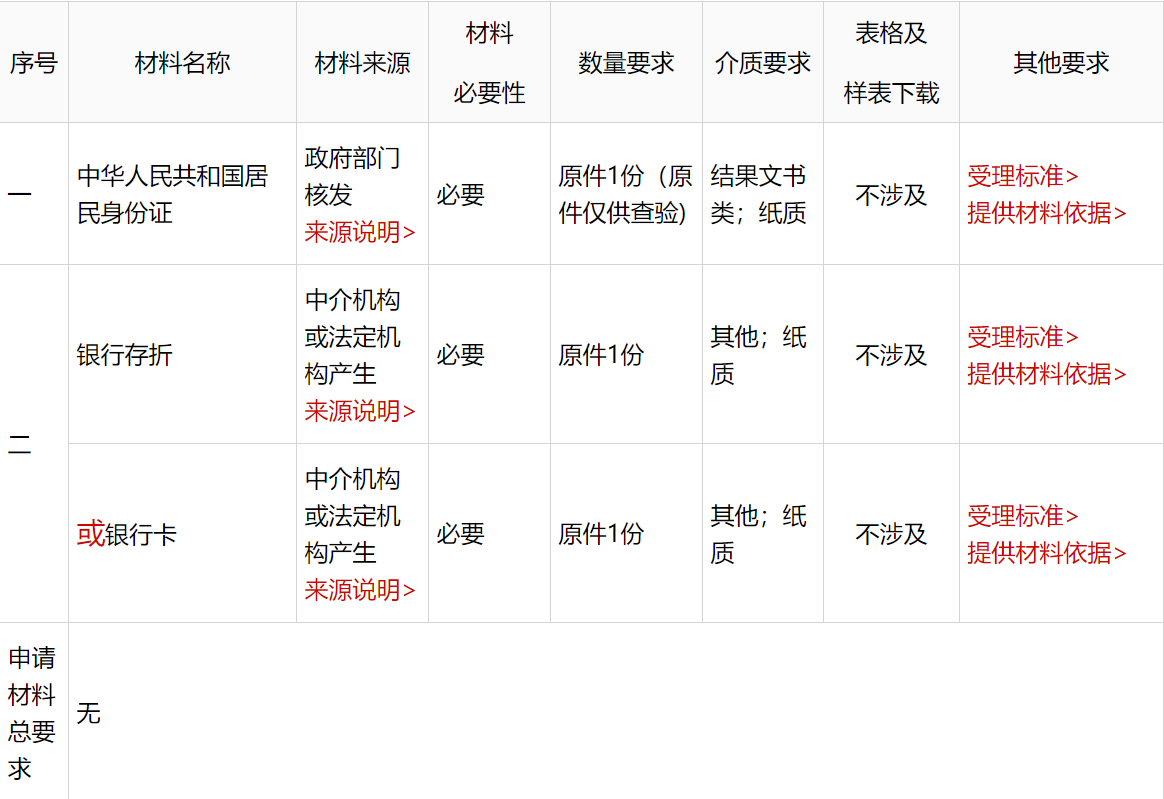 序号
材料名称
材料来源
材料
必要性
数量要求
介质要求
表格及
样表下载
其他要求
一
中华人民共和国居
民身份证
政府部门
核发
来源说明>
必要
原件1份（原
件仅供查验)
结果文书
类；纸质
不涉及
受理标准>
提供材料依据>
二
银行存折
中介机构
或法定机
构产生
来源说明>
必要
原件1份
其他；纸
质
不涉及
受理标准>
提供材料依据>
或银行卡
中介机构
或法定机
构产生
来源说明>
必要
原件1份
其他；纸
质
不涉及
受理标准>
提供材料依据>
申请
材料
总要
求
无